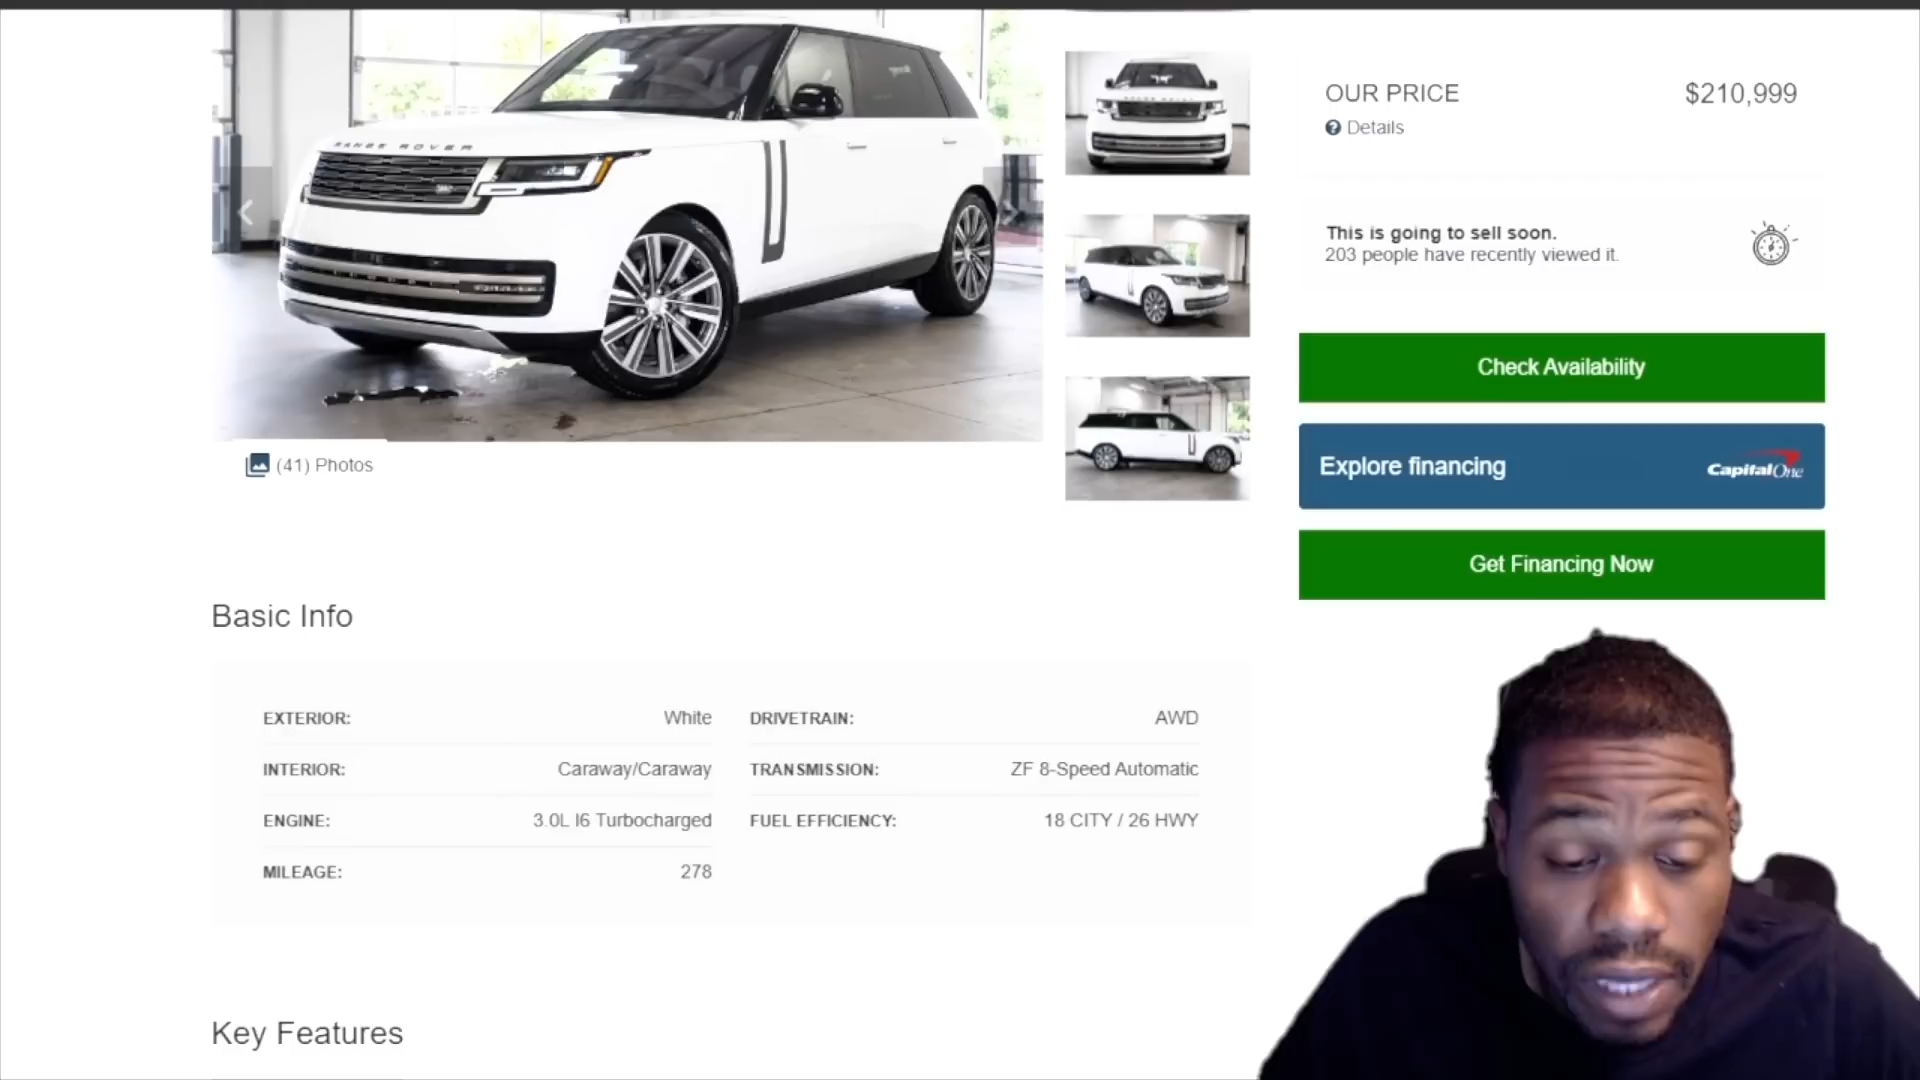 RANGE ROVER
(41) Photos
OUR PRICE
$210,999
Details
This is going to sell soon.
203 people have recently viewed it.
Check Availability
Explore financing
Capital One
Get Financing Now
Basic Info
EXTERIOR:
White
DRIVETRAIN:
AWD
INTERIOR:
Caraway/Caraway
TRANSMISSION:
ZF 8-Speed Automatic
ENGINE:
3.0L I6 Turbocharged
FUEL EFFICIENCY:
18 CITY / 26 HWY
MILEAGE:
278
Key Features